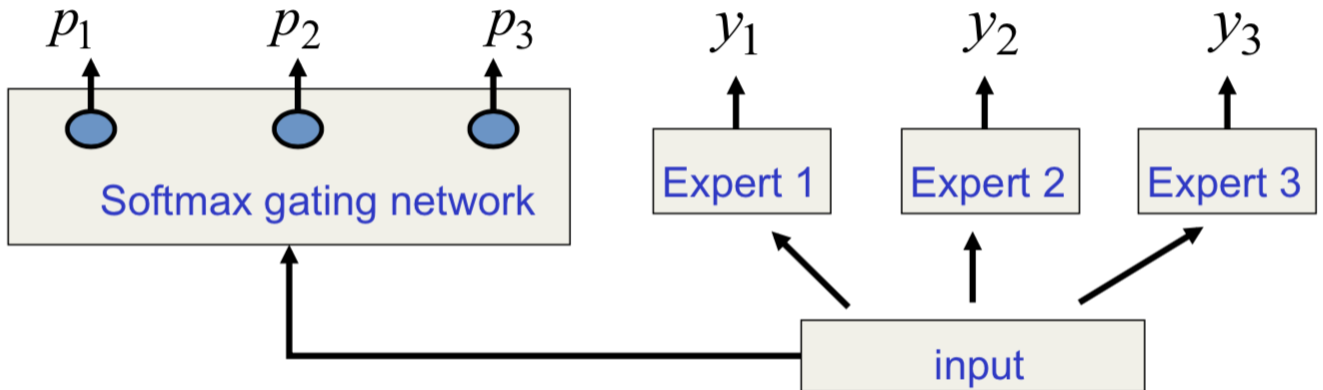 p1 p2 p3 y1 y2 y3
Expert 1 Expert 2 Expert 3
Softmax gating network
input